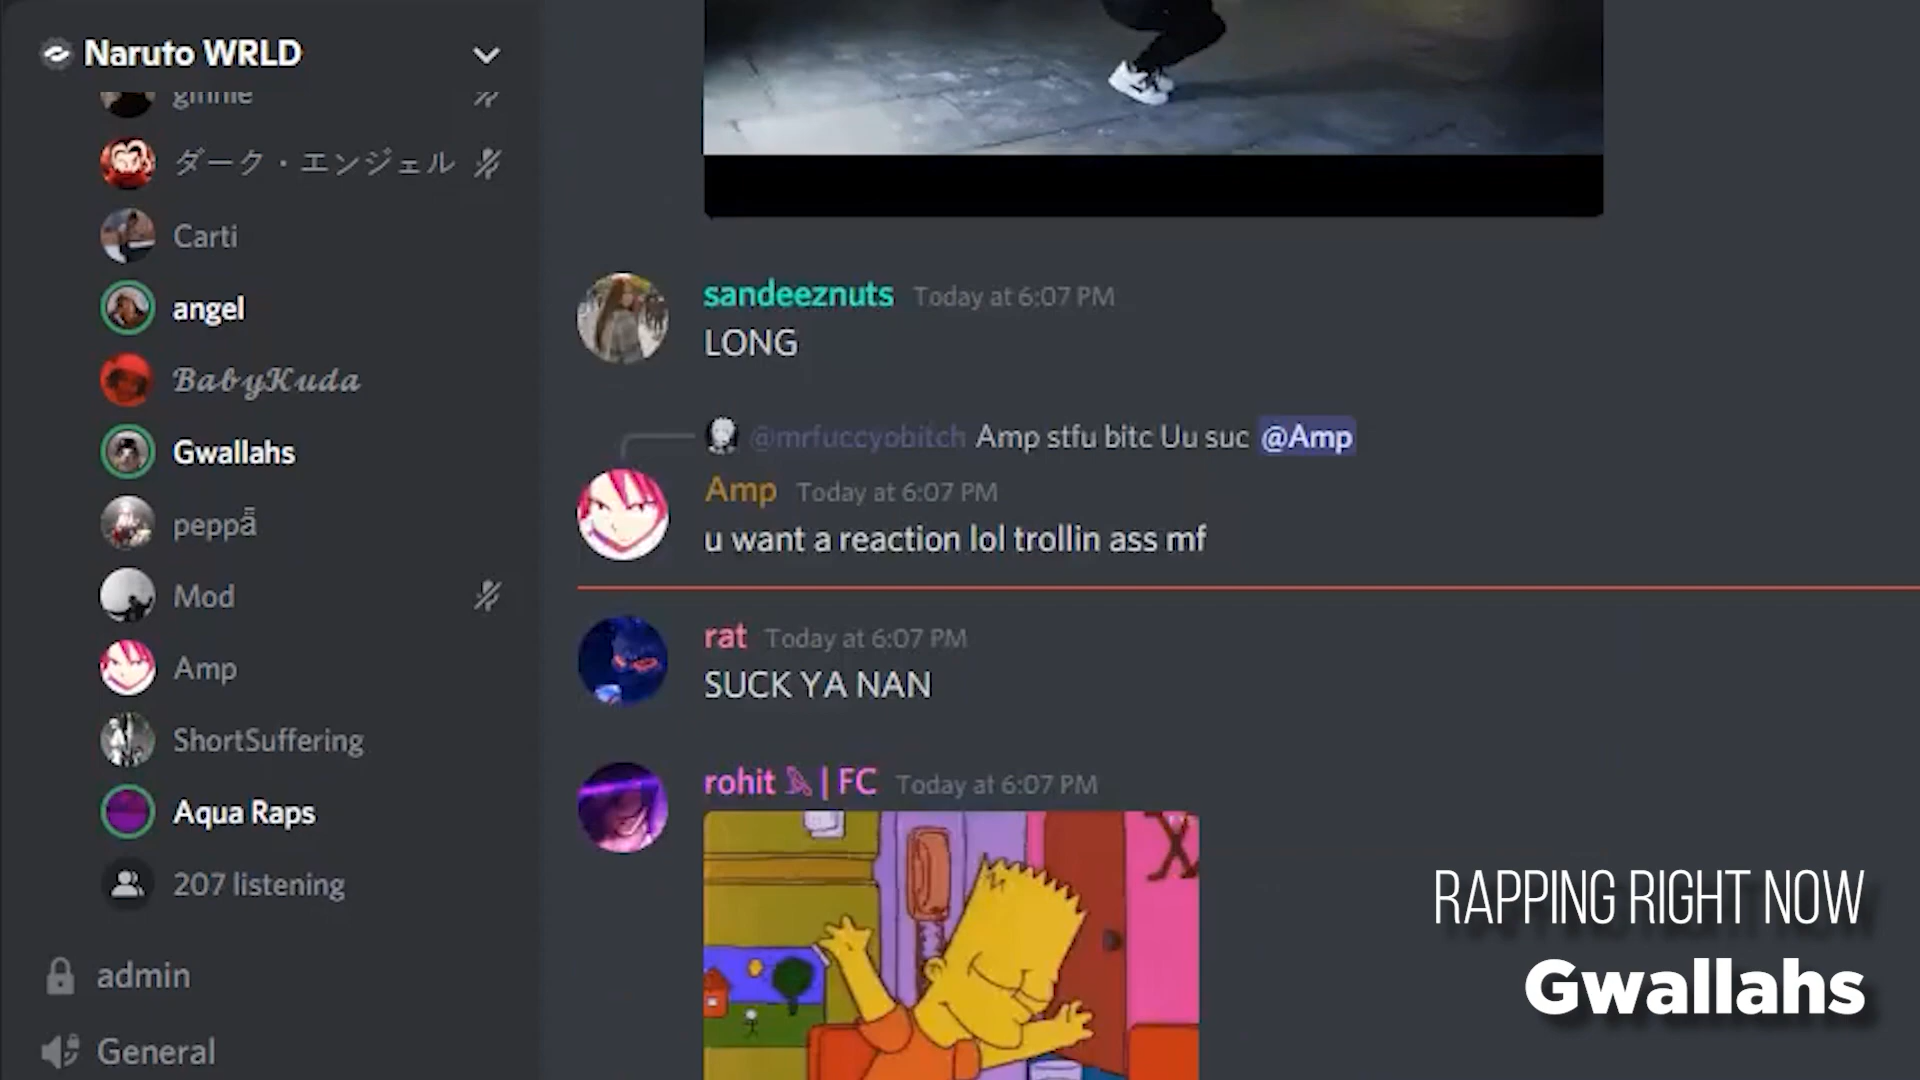 Naruto WRLD
ginnie
ダーク・エンジェル
Carti
angel
𝓑𝓪𝓫𝔂𝓚𝓾𝓭𝓪
Gwallahs
peppǟ
Mod
Amp
ShortSuffering
Aqua Raps
207 listening
admin
General
sandeeznuts Today at 6:07 PM
LONG
@mrfuccyobitch Amp stfu bitc Uu suc @Amp
Amp Today at 6:07 PM
u want a reaction lol trollin ass mf
rat Today at 6:07 PM
SUCK YA NAN
rohit | FC Today at 6:07 PM
X
RAPPING RIGHT NOW
Gwallahs